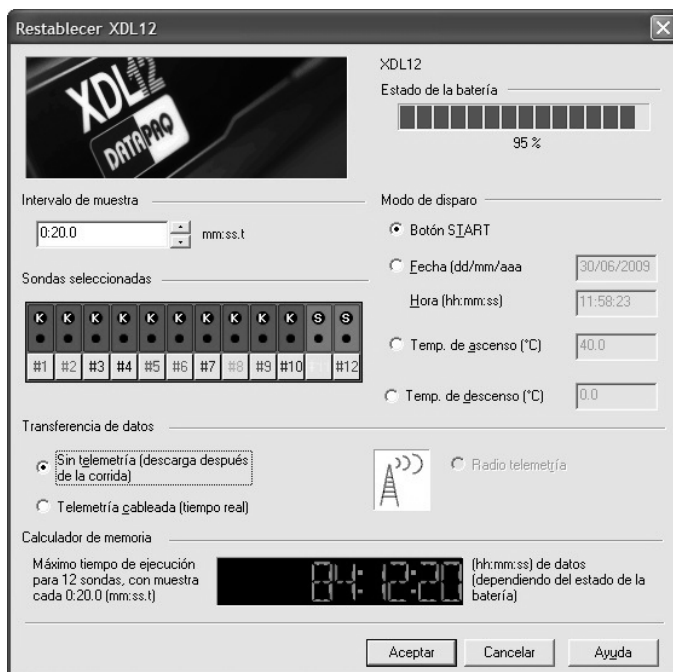 Restablecer XDL12
XDL12
DATAPAQ
XDL12
Estado de la batería
95 %
Intervalo de muestra
0:20.0
mm:ss.t
Sondas seleccionadas
K K K K K K K K K K S S
#1 #2 #3 #4 #5 #6 #7 #8 #9 #10 #12
Modo de disparo
Botón START
Fecha (dd/mm/aaa
30/06/2009
Hora (hh:mm:ss)
11:58:23
Temp. de ascenso (°C)
40.0
Temp. de descenso (°C)
0.0
Transferencia de datos
Sin telemetría (descarga después
de la corrida)
Telemetría cableada (tiempo real)
Radio telemetría
Calculador de memoria
Máximo tiempo de ejecución
para 12 sondas, con muestra
cada 0:20.0 (mm:ss.t)
84:12:20
(hh:mm:ss) de datos
(dependiendo del estado de la
batería)
Aceptar
Cancelar
Ayuda